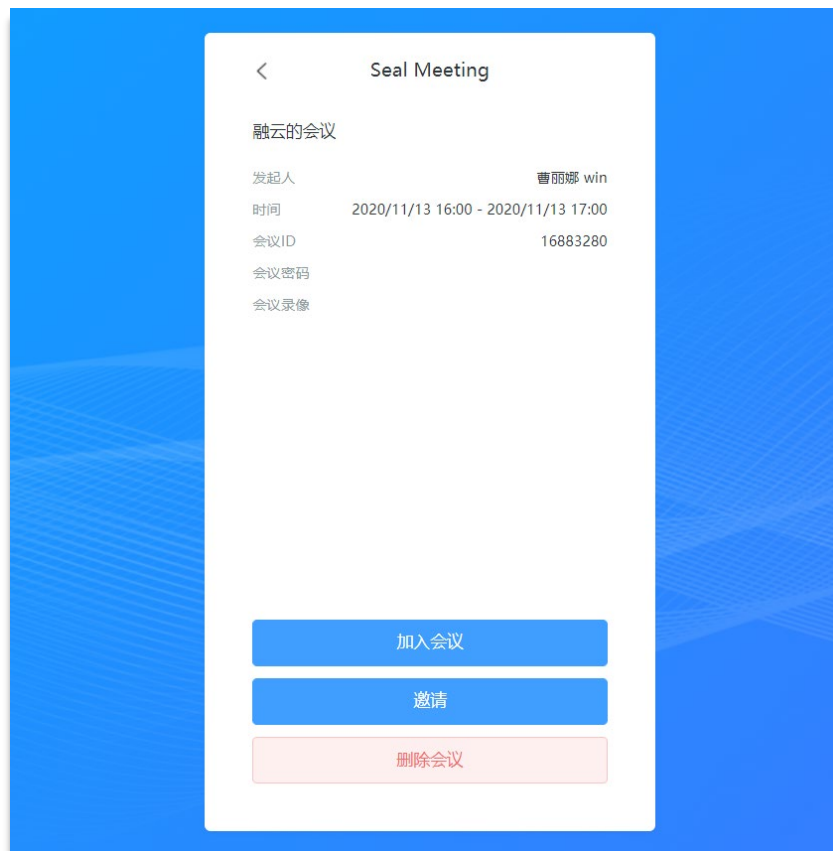 Seal Meeting
融云的会议
发起人 曹丽娜 win
时间 2020/11/13 16:00 - 2020/11/13 17:00
会议ID 16883280
会议密码
会议录像
加入会议
邀请
删除会议